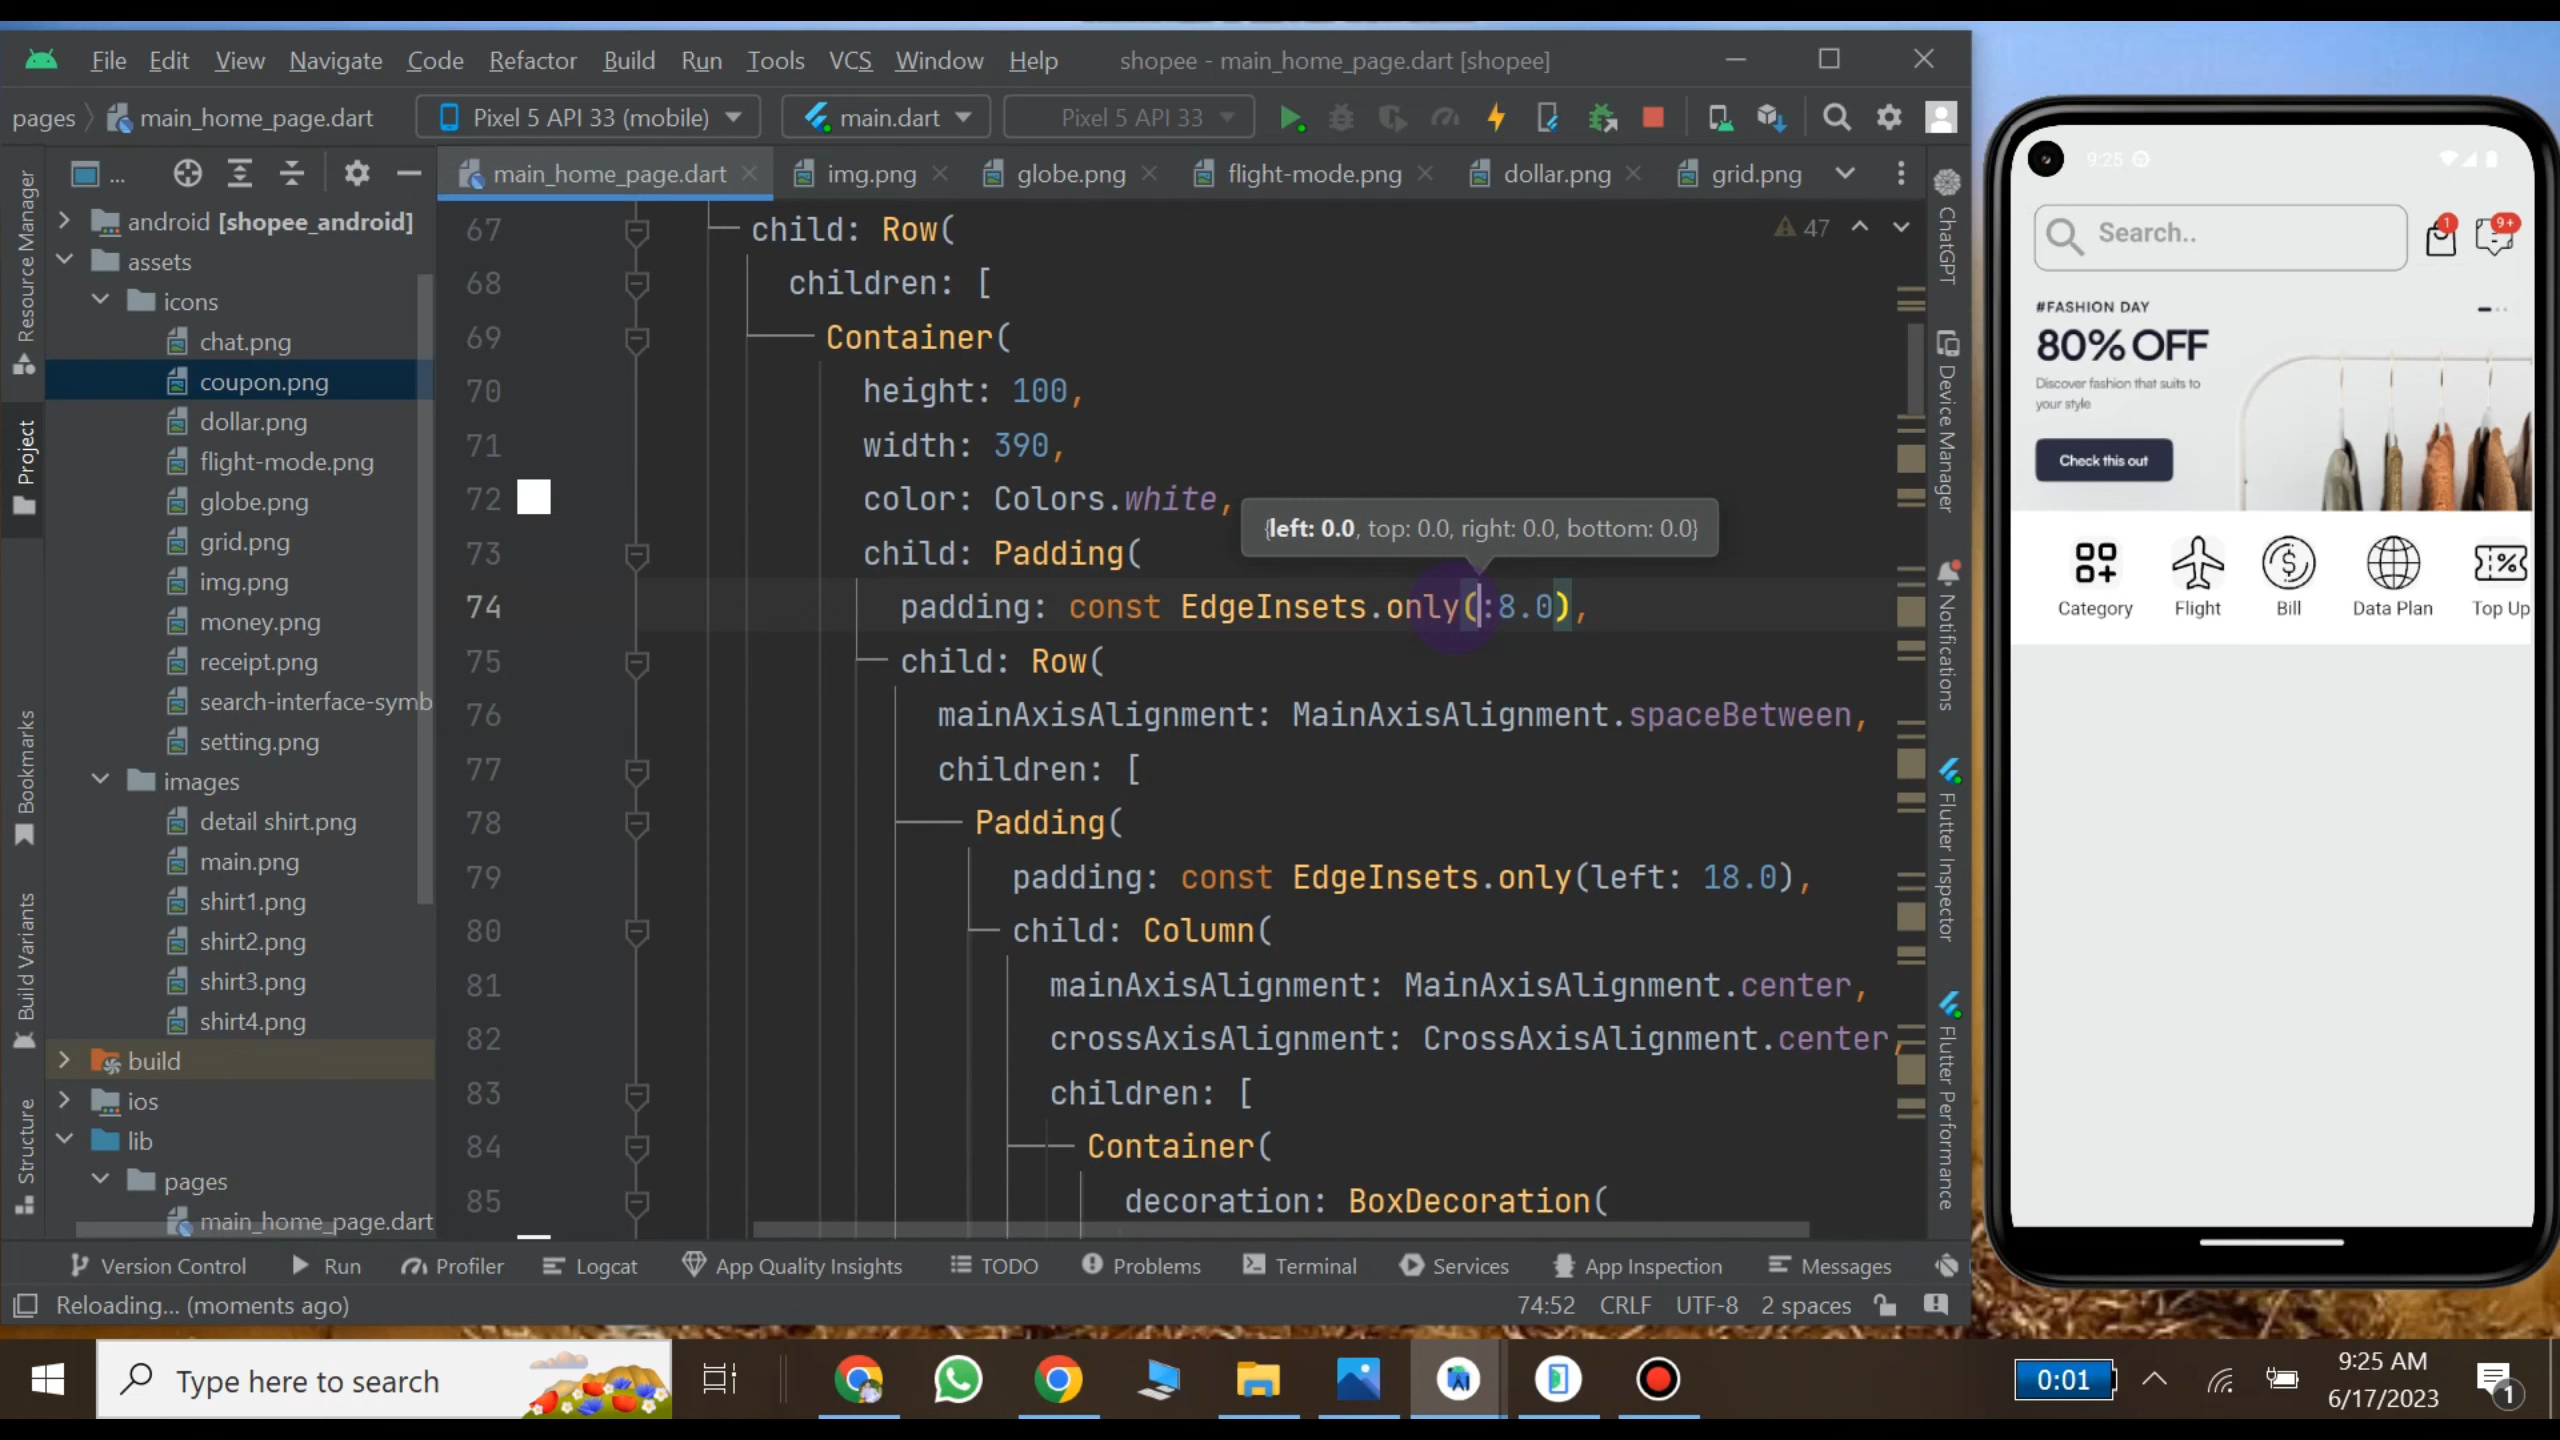 File Edit View Navigate Code Refactor Build Run Tools VCS Window Help shopee - main_home_page.dart [shopee]
pages main_home_page.dart Pixel 5 API 33 (mobile) main.dart Pixel 5 API 33
... main_home_page.dart img.png globe.png flight-mode.png dollar.png grid.png
Resource Manager
Project
Bookmarks
Build Variants
Structure
android [shopee_android]
assets
icons
chat.png
coupon.png
dollar.png
flight-mode.png
globe.png
grid.png
img.png
money.png
receipt.png
search-interface-symb
setting.png
images
detail shirt.png
main.png
shirt1.png
shirt2.png
shirt3.png
shirt4.png
build
ios
lib
pages
main_home_page.dart
47
67 child: Row(
68 children: [
69 Container(
70 height: 100,
71 width: 390,
72 color: Colors.white,
{left: 0.0, top: 0.0, right: 0.0, bottom: 0.0}
73 child: Padding(
74 padding: const EdgeInsets.only(:8.0),
75 child: Row(
76 mainAxisAlignment: MainAxisAlignment.spaceBetween,
77 children: [
78 Padding(
79 padding: const EdgeInsets.only(left: 18.0),
80 child: Column(
81 mainAxisAlignment: MainAxisAlignment.center,
82 crossAxisAlignment: CrossAxisAlignment.center,
83 children: [
84 Container(
85 decoration: BoxDecoration(
ChatGPT
Device Manager
Notifications
Flutter Inspector
Flutter Performance
Version Control Run Profiler Logcat App Quality Insights TODO Problems Terminal Services App Inspection Messages
Reloading... (moments ago) 74:52 CRLF UTF-8 2 spaces
9:25
Search..
1
9+
#FASHION DAY
80% OFF
Discover fashion that suits to
your style
Check this out
Category Flight Bill Data Plan Top Up
Type here to search
0:01
9:25 AM
6/17/2023
1